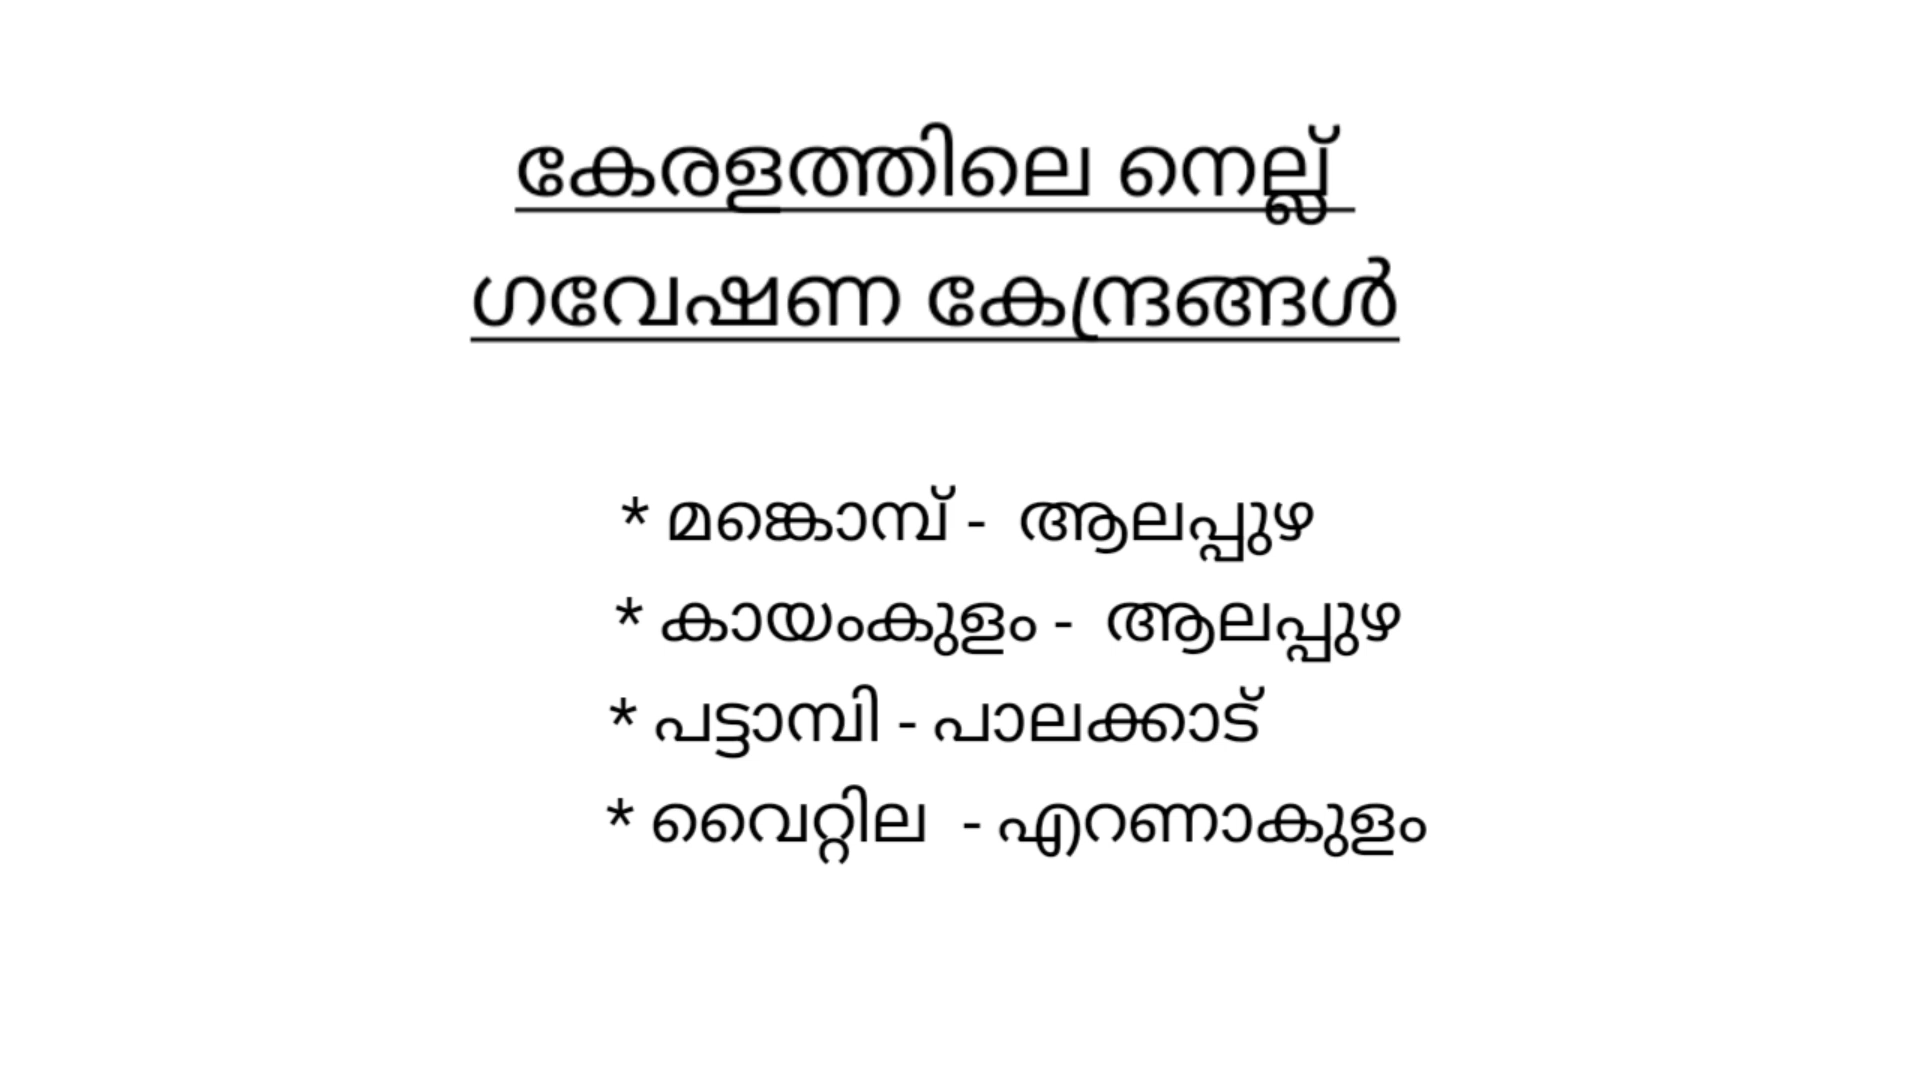 കേരളത്തിലെ നെല്ല്
ഗവേഷണ കേന്ദ്രങ്ങൾ
* മങ്കൊമ്പ് - ആലപ്പുഴ
* കായംകുളം - ആലപ്പുഴ
* പട്ടാമ്പി - പാലക്കാട്
* വൈറ്റില - എറണാകുളം